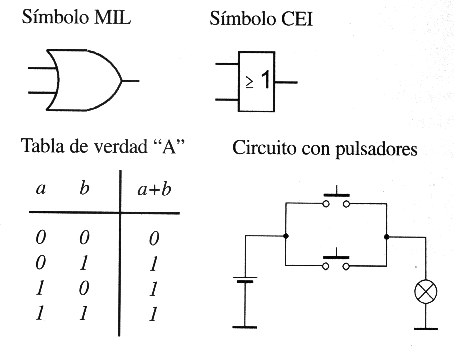 Símbolo MIL
Símbolo CEI
≥ 1
Tabla de verdad “A”
Circuito con pulsadores
a b a+b
0 0 0
0 1 1
1 0 1
1 1 1